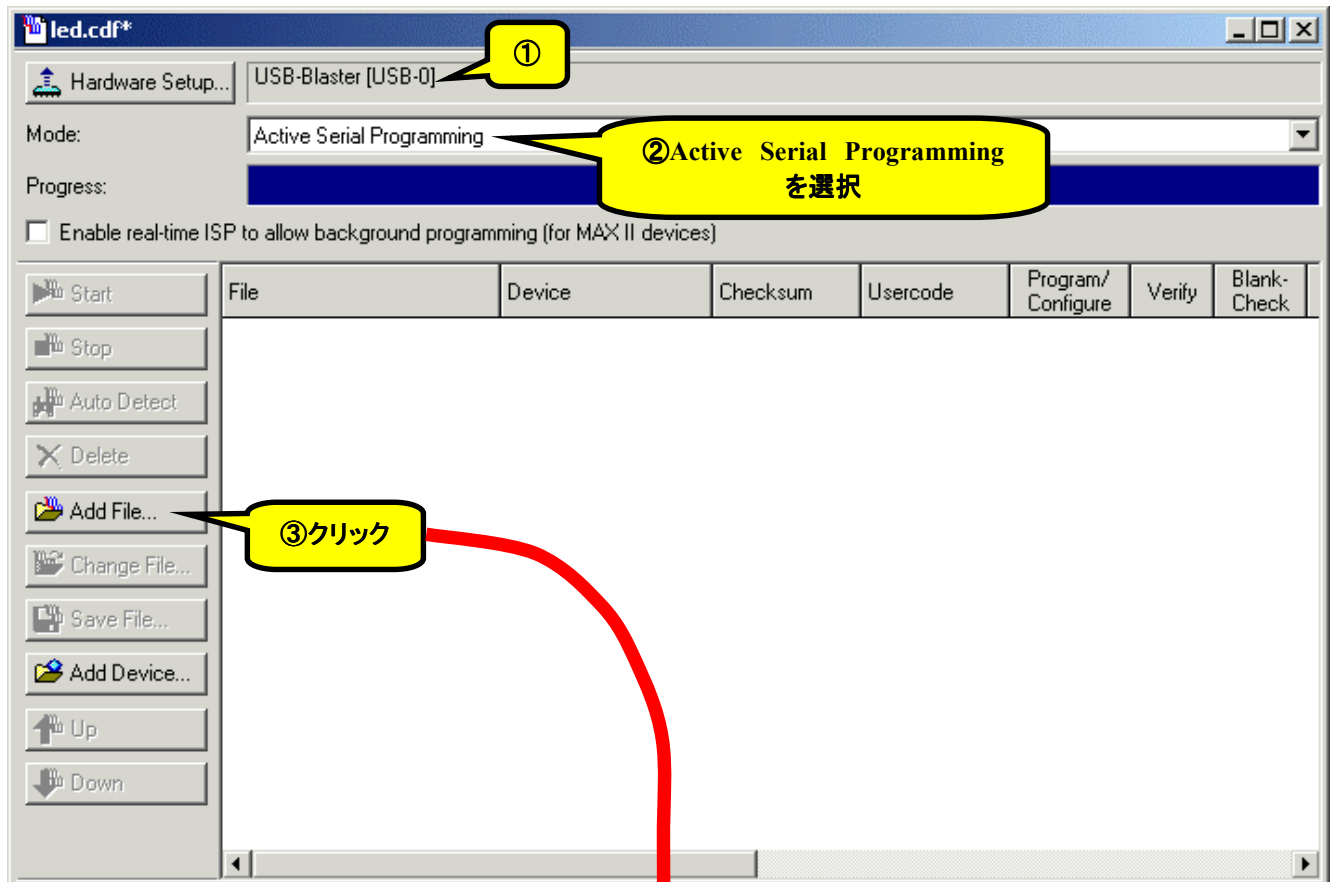 led.cdf*
①
Hardware Setup...
USB-Blaster [USB-0]
Mode:
Active Serial Programming
②Active Serial Programming
を選択
Progress:
Enable real-time ISP to allow background programming (for MAX II devices)
Start
File
Device
Checksum
Usercode
Program/
Configure
Verify
Blank-
Check
Stop
Auto Detect
Delete
Add File...
③クリック
Change File...
Save File...
Add Device...
Up
Down